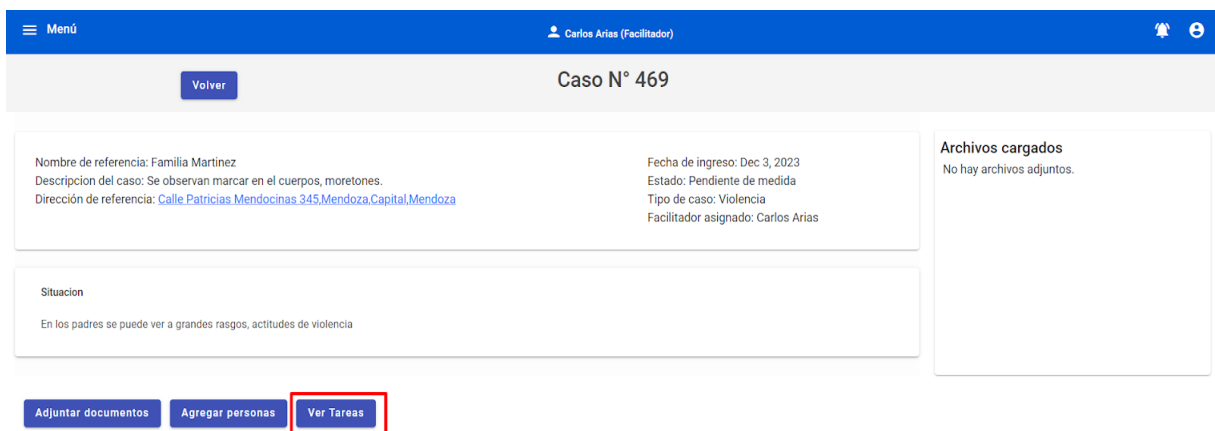 Menú
Carlos Arias (Facilitador)
Volver
Caso N° 469
Nombre de referencia: Familia Martinez
Descripcion del caso: Se observan marcar en el cuerpos, moretones.
Dirección de referencia: Calle Patricias Mendocinas 345,Mendoza,Capital,Mendoza
Fecha de ingreso: Dec 3, 2023
Estado: Pendiente de medida
Tipo de caso: Violencia
Facilitador asignado: Carlos Arias
Archivos cargados
No hay archivos adjuntos.
Situacion
En los padres se puede ver a grandes rasgos, actitudes de violencia
Adjuntar documentos
Agregar personas
Ver Tareas